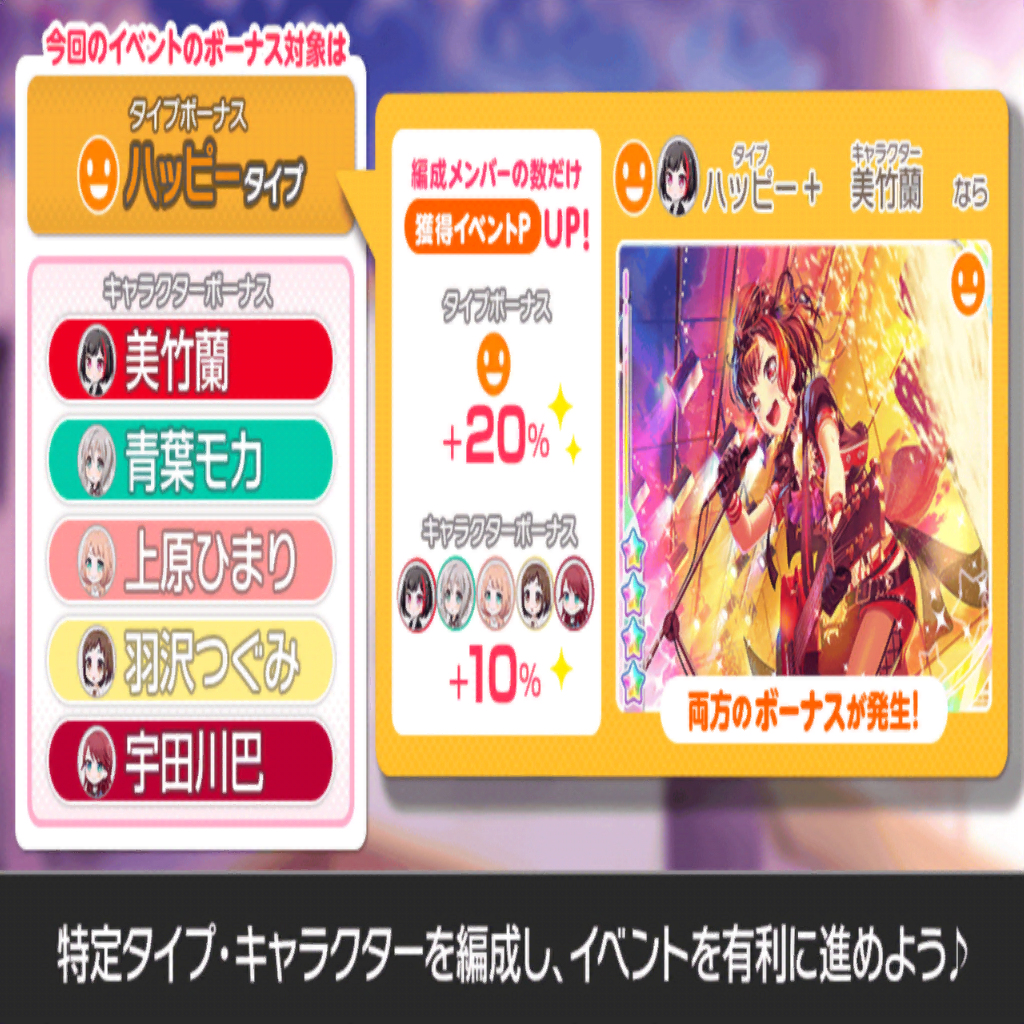 今回のイベントのボーナス対象は
タイプボーナス
ハッピータイプ
キャラクターボーナス
美竹蘭
青葉モカ
上原ひまり
羽沢つぐみ
宇田川巴
編成メンバーの数だけ
獲得イベントP UP!
タイプボーナス
+20%
キャラクターボーナス
+10%
タイプ キャラクター
ハッピー + 美竹蘭 なら
両方のボーナスが発生!
特定タイプ・キャラクターを編成し、イベントを有利に進めよう♪